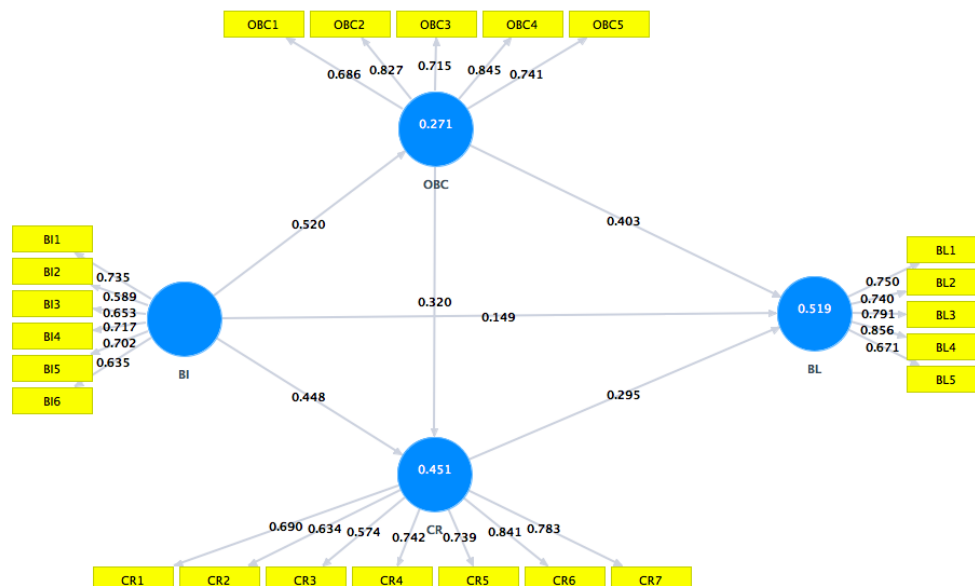 OBC1 OBC2 OBC3 OBC4 OBC5
0.686 0.827 0.715 0.845 0.741
0.271
OBC
0.520
0.403
BI1
BI2
BI3
BI4
BI5
BI6
0.735
0.589
0.653
0.717
0.702
0.635
BI
0.320
0.149
0.519
BL
0.750
0.740
0.791
0.856
0.671
BL1
BL2
BL3
BL4
BL5
0.448
0.295
0.451
CR
0.690 0.634 0.574 0.742 0.739 0.841 0.783
CR1 CR2 CR3 CR4 CR5 CR6 CR7